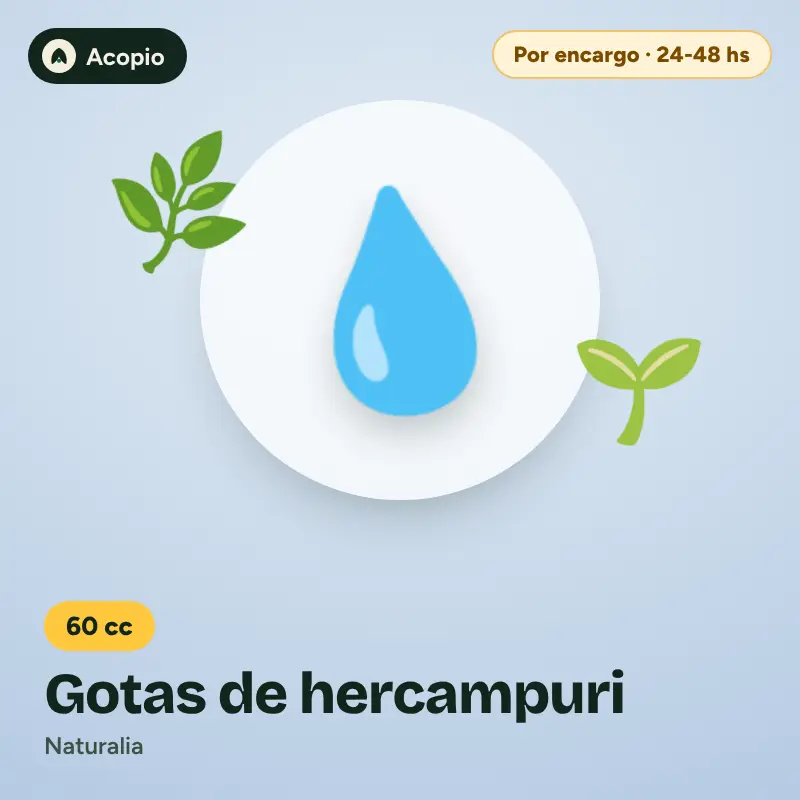 Acopio
Por encargo · 24-48 hs
60 cc
Gotas de hercampuri
Naturalia